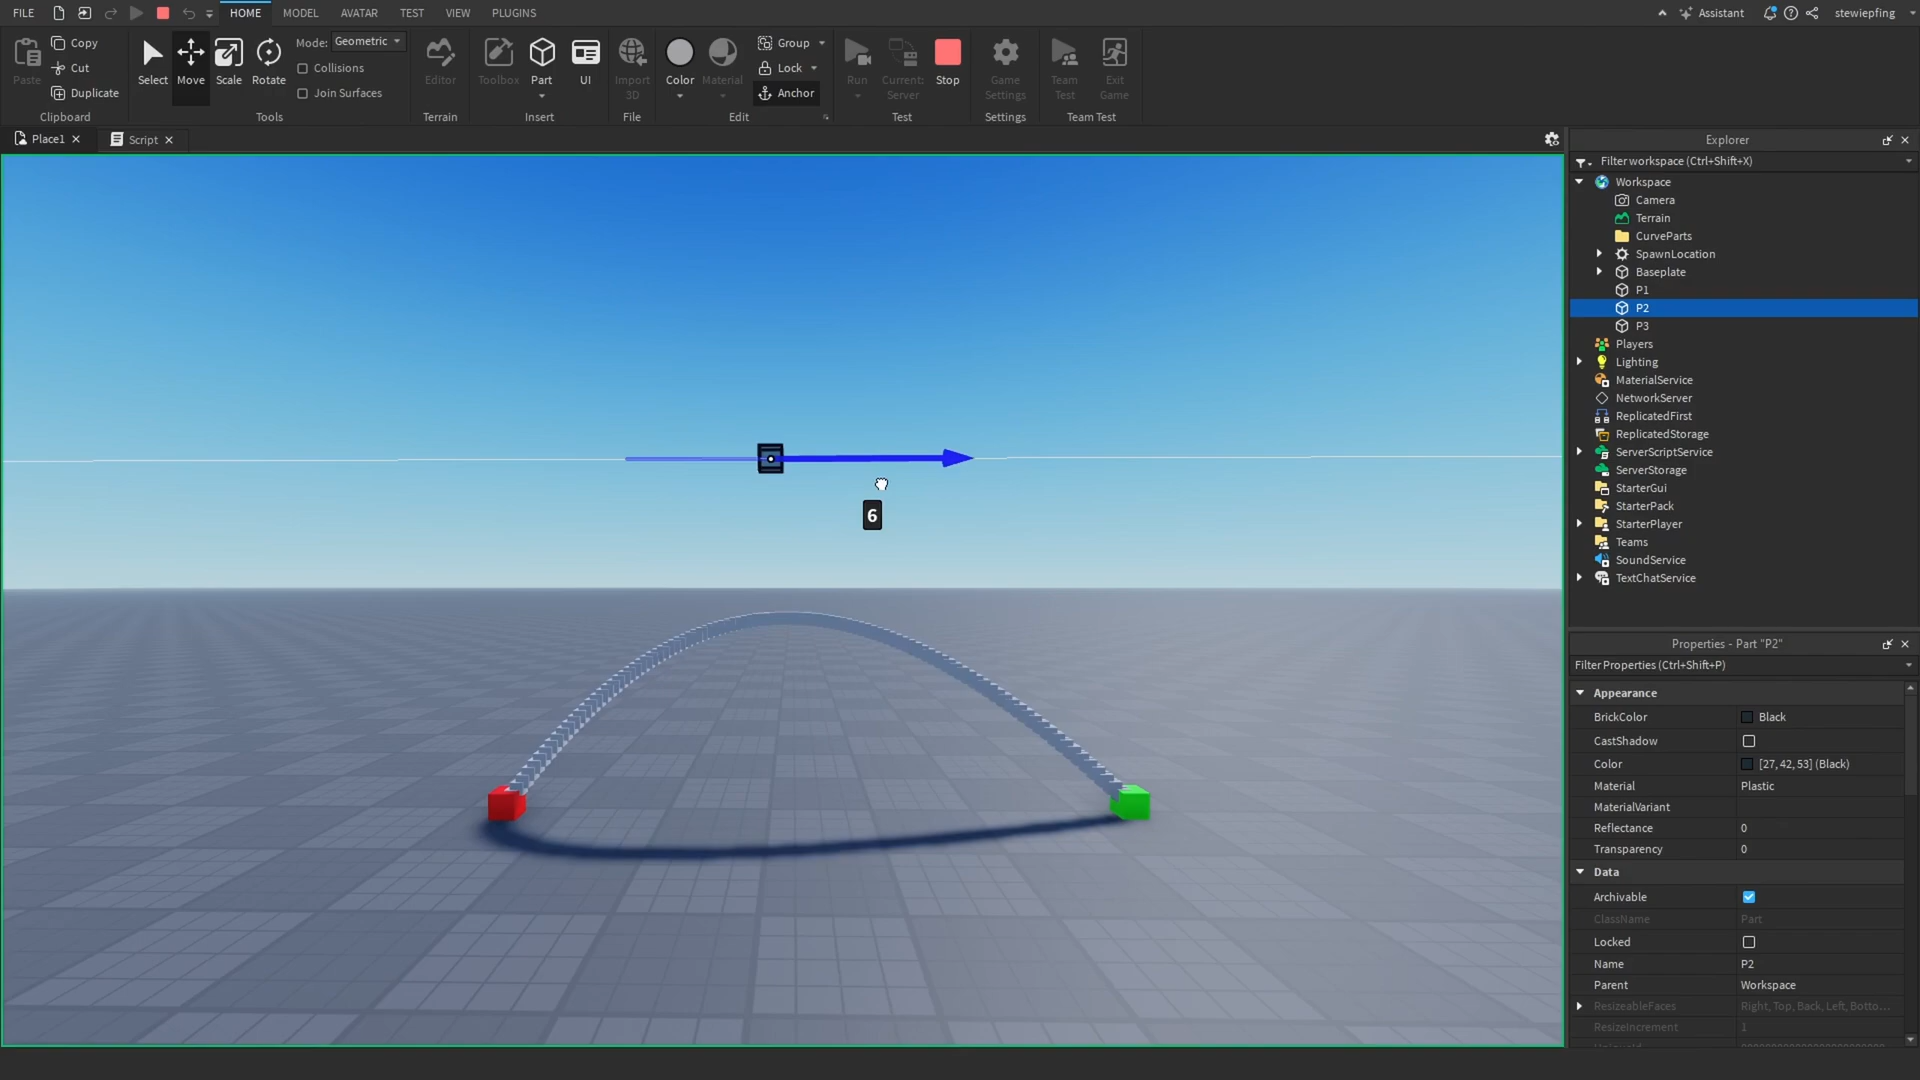 FILE HOME MODEL AVATAR TEST VIEW PLUGINS Assistant stewiepfing
Paste Copy Cut Duplicate Clipboard
Select Move Scale Rotate Mode: Geometric Collisions Join Surfaces Tools
Editor Terrain
Toolbox Part UI Insert
Import 3D File
Color Material Group Lock Anchor Edit
Run Current: Server Stop Test
Game Settings Settings
Team Test Exit Game Team Test
Place1 Script
6
Explorer
Filter workspace (Ctrl+Shift+X)
Workspace
Camera
Terrain
CurveParts
SpawnLocation
Baseplate
P1
P2
P3
Players
Lighting
MaterialService
NetworkServer
ReplicatedFirst
ReplicatedStorage
ServerScriptService
ServerStorage
StarterGui
StarterPack
StarterPlayer
Teams
SoundService
TextChatService
Properties - Part "P2"
Filter Properties (Ctrl+Shift+P)
Appearance
BrickColor Black
CastShadow
Color [27, 42, 53] (Black)
Material Plastic
MaterialVariant
Reflectance 0
Transparency 0
Data
Archivable
ClassName Part
Locked
Name P2
Parent Workspace
ResizeableFaces Right, Top, Back, Left, Botto...
ResizeIncrement 1